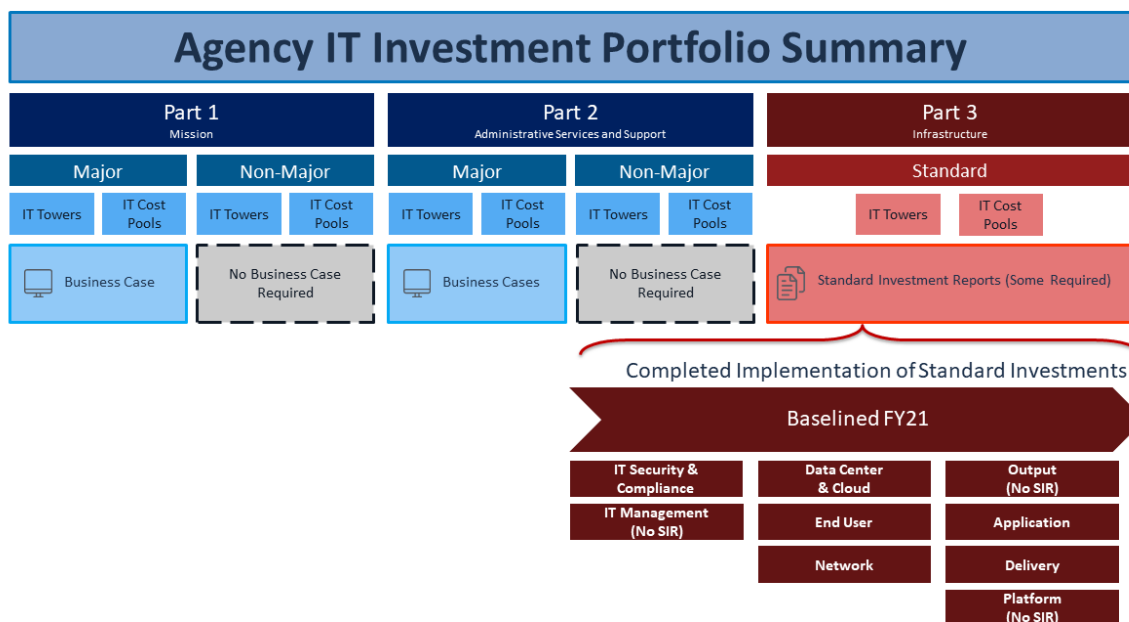 Agency IT Investment Portfolio Summary
Part 1
Mission
Part 2
Administrative Services and Support
Part 3
Infrastructure
Major
Non-Major
Major
Non-Major
Standard
IT Towers
IT Cost
Pools
IT Towers
IT Cost
Pools
IT Towers
IT Cost
Pools
IT Towers
IT Cost
Pools
IT Towers
IT Cost
Pools
Business Case
No Business Case
Required
Business Cases
No Business Case
Required
Standard Investment Reports (Some Required)
Completed Implementation of Standard Investments
Baselined FY21
IT Security &
Compliance
IT Management
(No SIR)
Data Center
& Cloud
End User
Network
Output
(No SIR)
Application
Delivery
Platform
(No SIR)